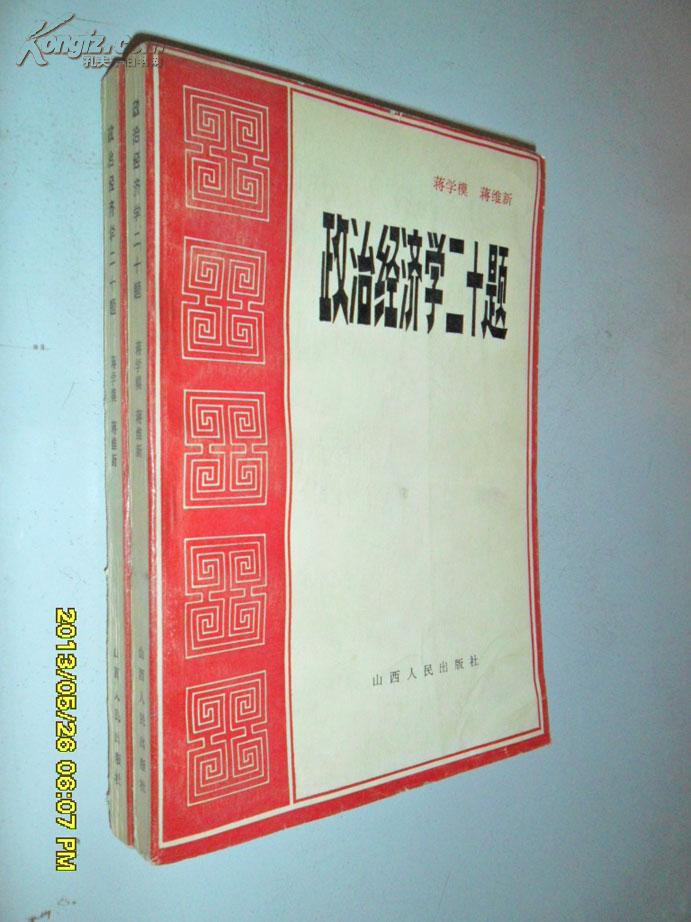 Kongfz.com
孔夫子旧书网
蒋学模 蒋维新
政治经济学二十题
山西人民出版社
政治经济学二十题 蒋学模 蒋维新 山西人民出版社
政治经济学二十题 蒋学模 蒋维新 山西人民出版社
2013/05/26 06:07 PM